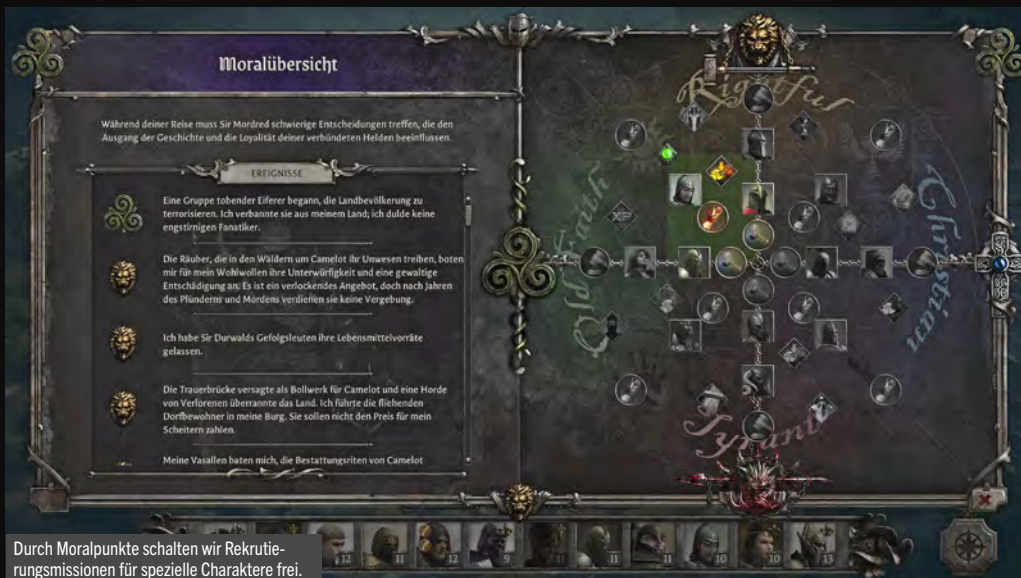 Moralübersicht
Während deiner Reise muss Sir Mordred schwierige Entscheidungen treffen, die den
Ausgang der Geschichte und die Loyalität deiner verbündeten Helden beeinflussen.
EREIGNISSE
Eine Gruppe tobender Eiferer begann, die Landbevölkerung zu
terrorisieren. Ich verbannte sie aus meinem Land; ich dulde keine
engstirnigen Fanatiker.
Die Räuber, die in den Wäldern um Camelot ihr Unwesen treiben, boten
mir für mein Wohlwollen ihre Unterwürfigkeit und eine gewaltige
Entschädigung an. Es ist ein verlockendes Angebot, doch nach Jahren
des Plünderns und Mordens verdienen sie keine Vergebung.
Ich habe Sir Durwalds Gefolgsleuten ihre Lebensmittelvorräte
gelassen.
Die Trauerbrücke versagte als Bollwerk für Camelot und eine Horde
von Verlorenen überrannte das Land. Ich führte die fliehenden
Dorfbewohner in meine Burg. Sie sollen nicht den Preis für mein
Scheitern zahlen.
Meine Vasallen baten mich, die Bestattungsriten von Camelot
Rightful
Old Faith
Christian
XP
Tyrant
12 11 12 9 11 11 11 10 10 13
Durch Moralpunkte schalten wir Rekrutie-
rungsmissionen für spezielle Charaktere frei.